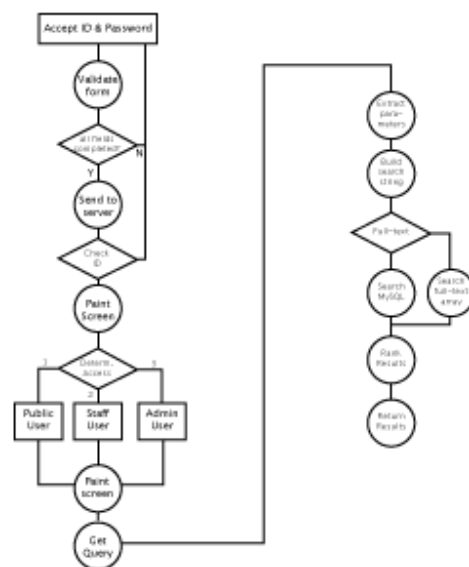 Accept ID & Password
Validate
form
all fields
completed?
N
Y
Send to
server
Check
ID
Paint
Screen
Determ.
Access
1
2
3
Public
User
Staff
User
Admin
User
Paint
screen
Get
Query
Extract
para-
meters
Build
search
string
Full-text
Search
MySQL
Search
full-text
array
Rank
Results
Return
Results